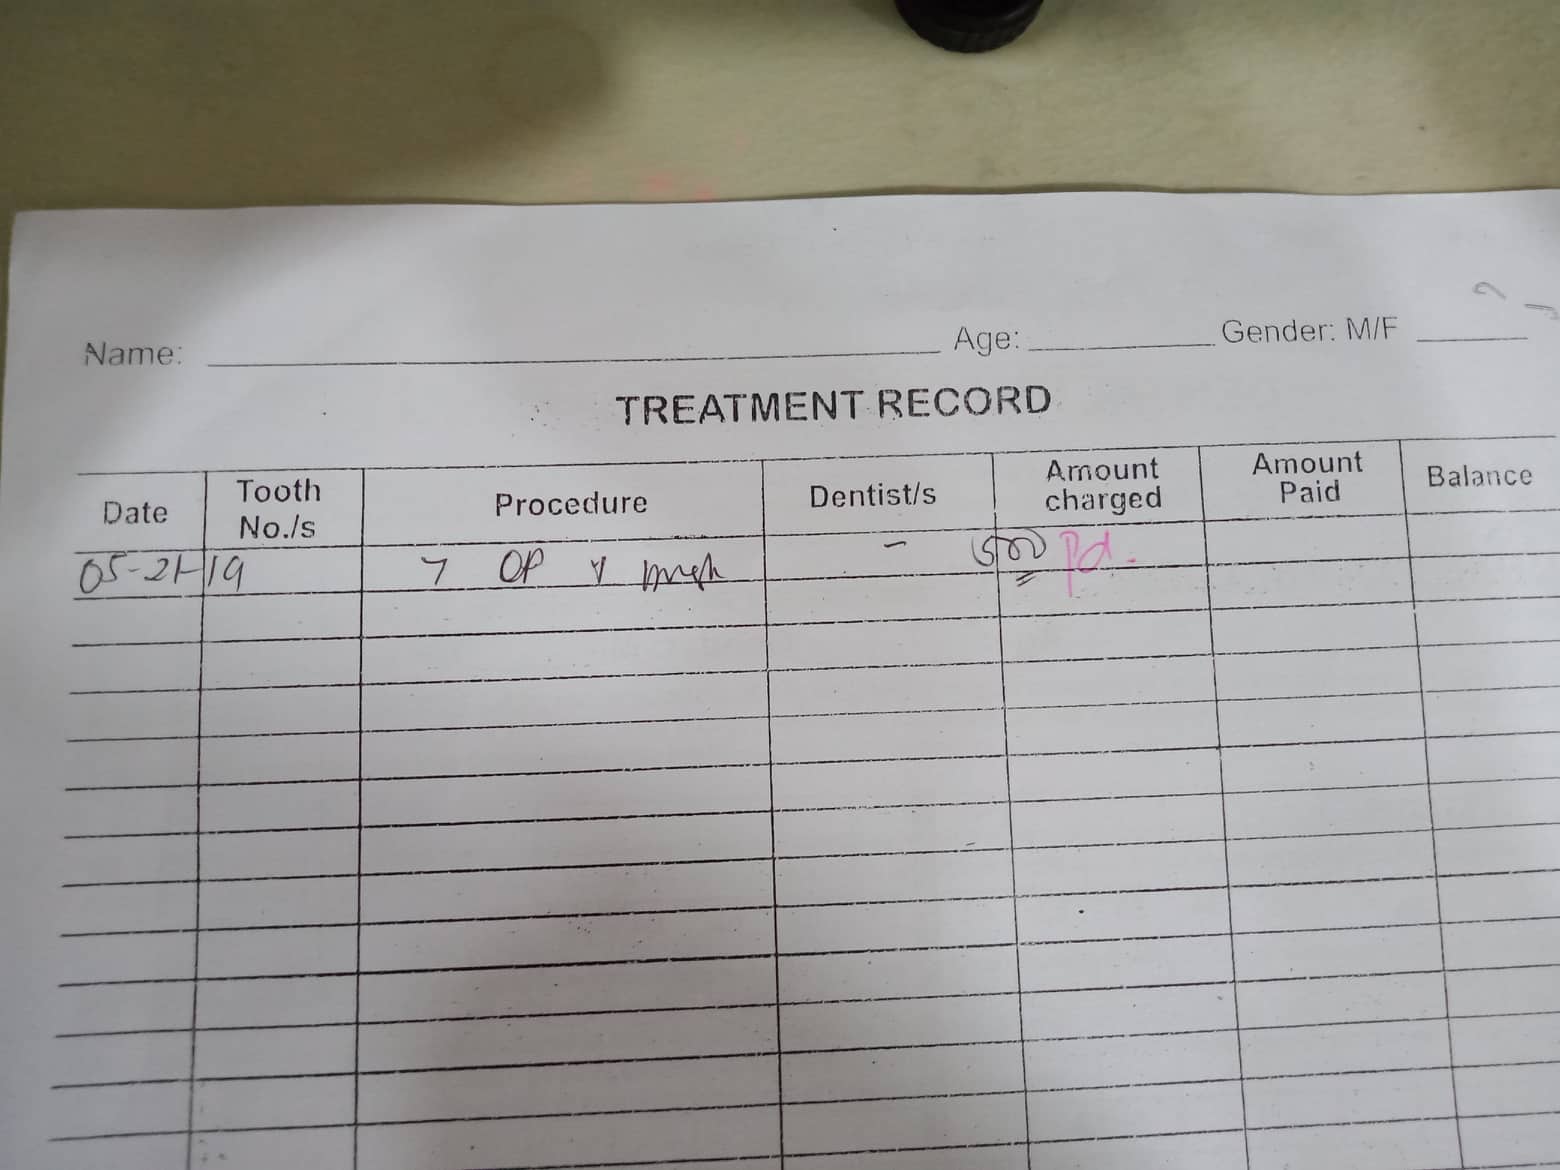 Name: Age: Gender: M/F
TREATMENT RECORD
Date Tooth No./s Procedure Dentist/s Amount charged Amount Paid Balance
05-21-19 OP 500 Pd.